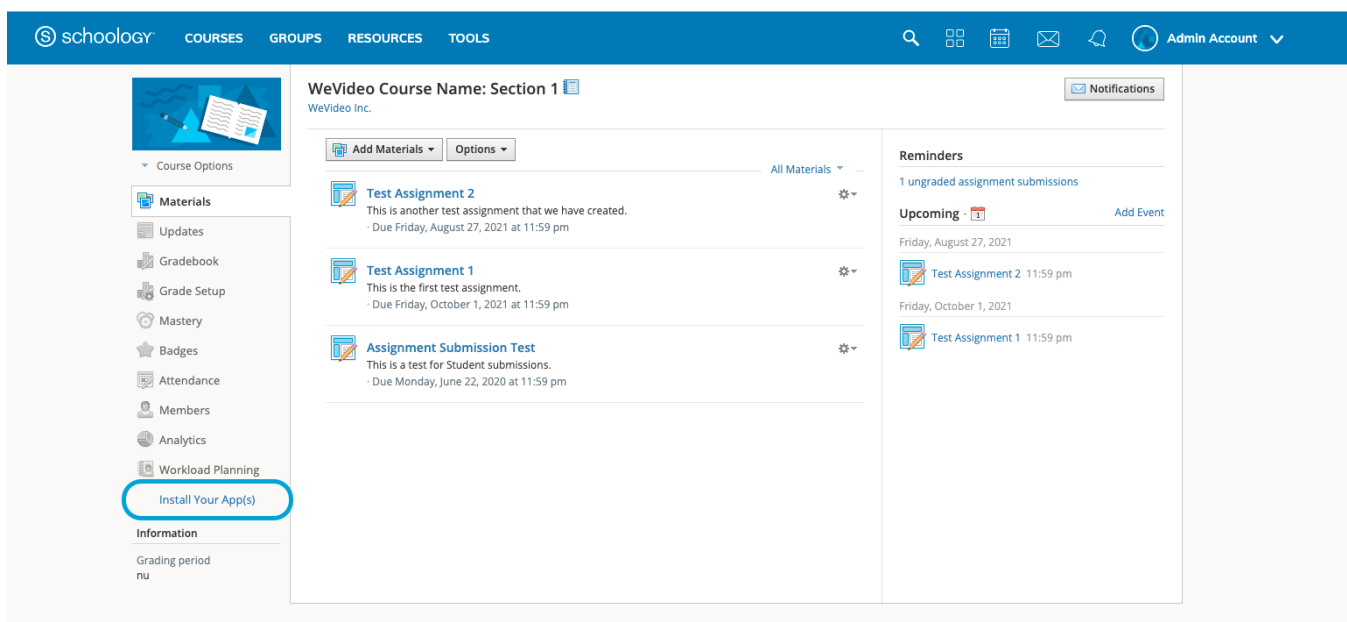 schoology COURSES GROUPS RESOURCES TOOLS Admin Account
Course Options
Materials
Updates
Gradebook
Grade Setup
Mastery
Badges
Attendance
Members
Analytics
Workload Planning
Install Your App(s)
Information
Grading period
nu
WeVideo Course Name: Section 1
WeVideo Inc.
Notifications
Add Materials Options
All Materials
Test Assignment 2
This is another test assignment that we have created.
· Due Friday, August 27, 2021 at 11:59 pm
Test Assignment 1
This is the first test assignment.
· Due Friday, October 1, 2021 at 11:59 pm
Assignment Submission Test
This is a test for Student submissions.
· Due Monday, June 22, 2020 at 11:59 pm
Reminders
1 ungraded assignment submissions
Upcoming · 1 Add Event
Friday, August 27, 2021
Test Assignment 2 11:59 pm
Friday, October 1, 2021
Test Assignment 1 11:59 pm